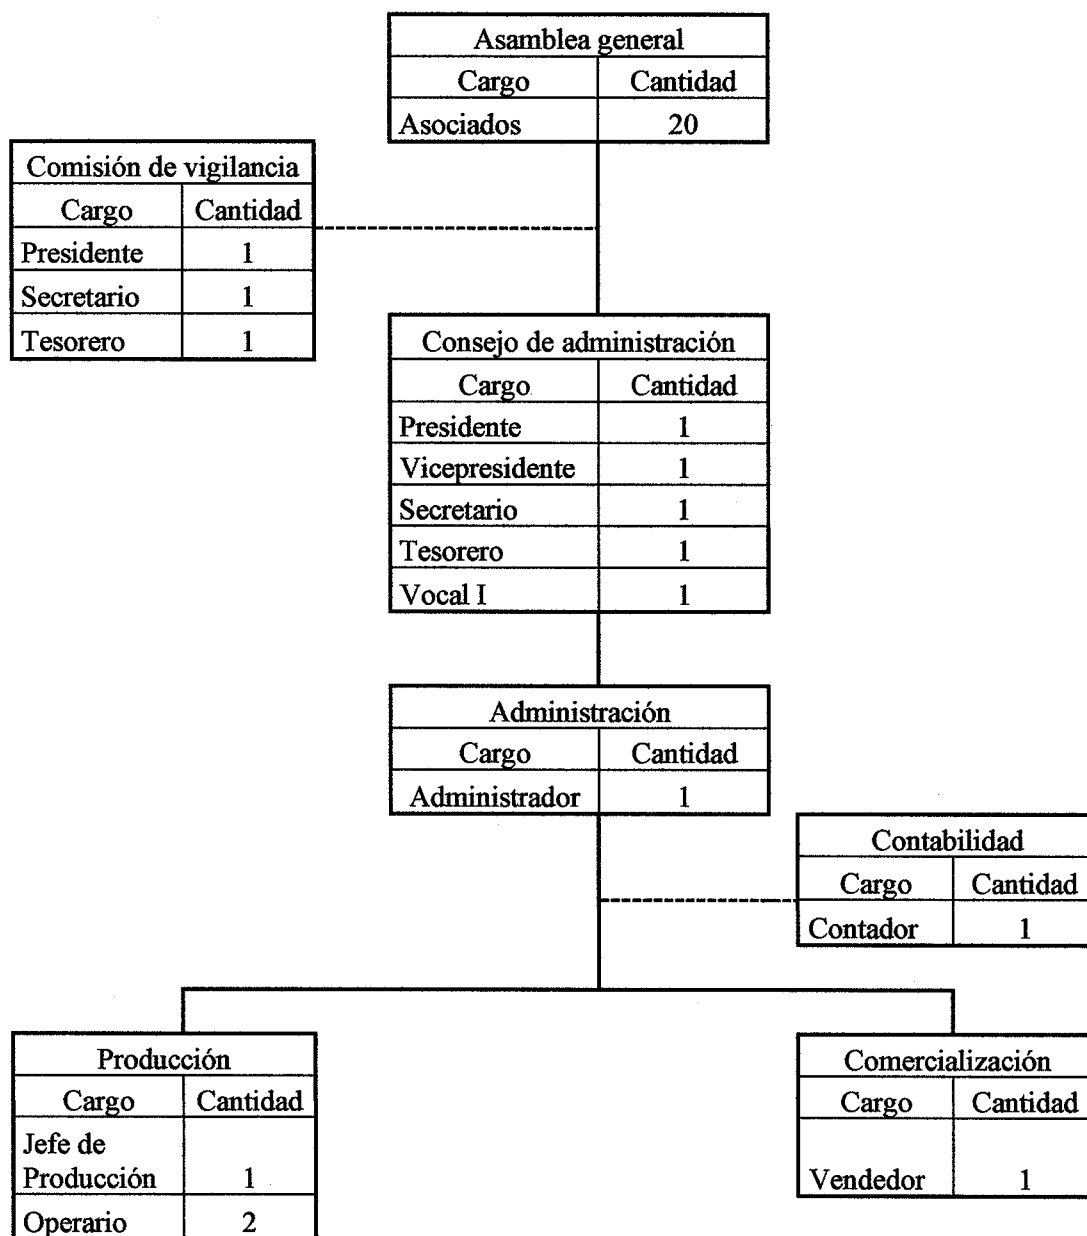 Asamblea general
Cargo Cantidad
Asociados 20
Comisión de vigilancia
Cargo Cantidad
Presidente 1
Secretario 1
Tesorero 1
Consejo de administración
Cargo Cantidad
Presidente 1
Vicepresidente 1
Secretario 1
Tesorero 1
Vocal I 1
Administración
Cargo Cantidad
Administrador 1
Contabilidad
Cargo Cantidad
Contador 1
Producción
Cargo Cantidad
Jefe de
Producción 1
Operario 2
Comercialización
Cargo Cantidad
Vendedor 1